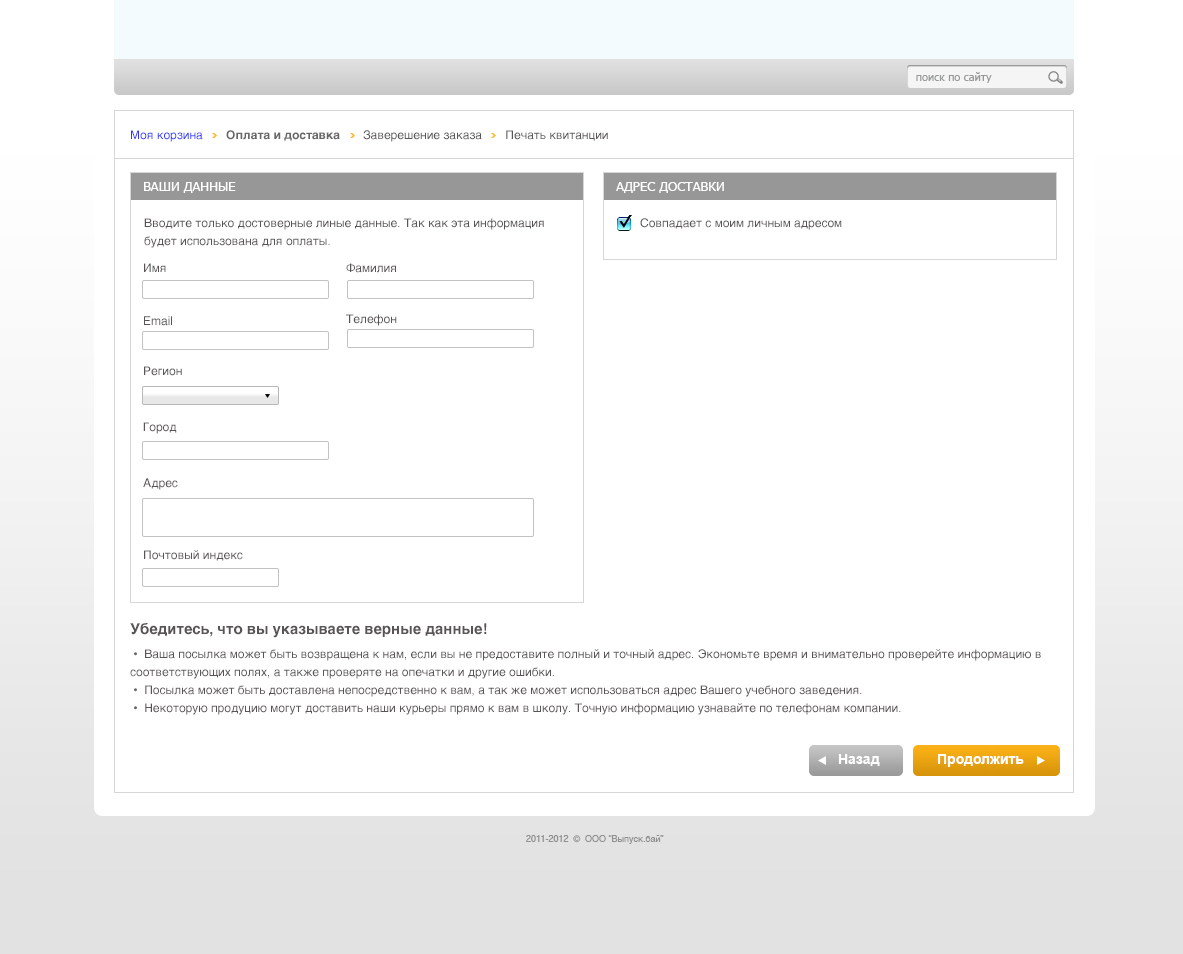 поиск по сайту
Моя корзина › Оплата и доставка › Заверешение заказа › Печать квитанции
ВАШИ ДАННЫЕ
Вводите только достоверные линые данные. Так как эта информация
будет использована для оплаты.
Имя Фамилия
Email Телефон
Регион
Город
Адрес
Почтовый индекс
АДРЕС ДОСТАВКИ
Совпадает с моим личным адресом
Убедитесь, что вы указываете верные данные!
• Ваша посылка может быть возвращена к нам, если вы не предоставите полный и точный адрес. Экономьте время и внимательно проверейте информацию в
соответствующих полях, а также проверяте на опечатки и другие ошибки.
• Посылка может быть доставлена непосредственно к вам, а так же может использоваться адрес Вашего учебного заведения.
• Некоторую продуцию могут доставить наши курьеры прямо к вам в школу. Точную информацию узнавайте по телефонам компании.
Назад Продолжить
2011-2012 © ООО "Выпуск.бай"